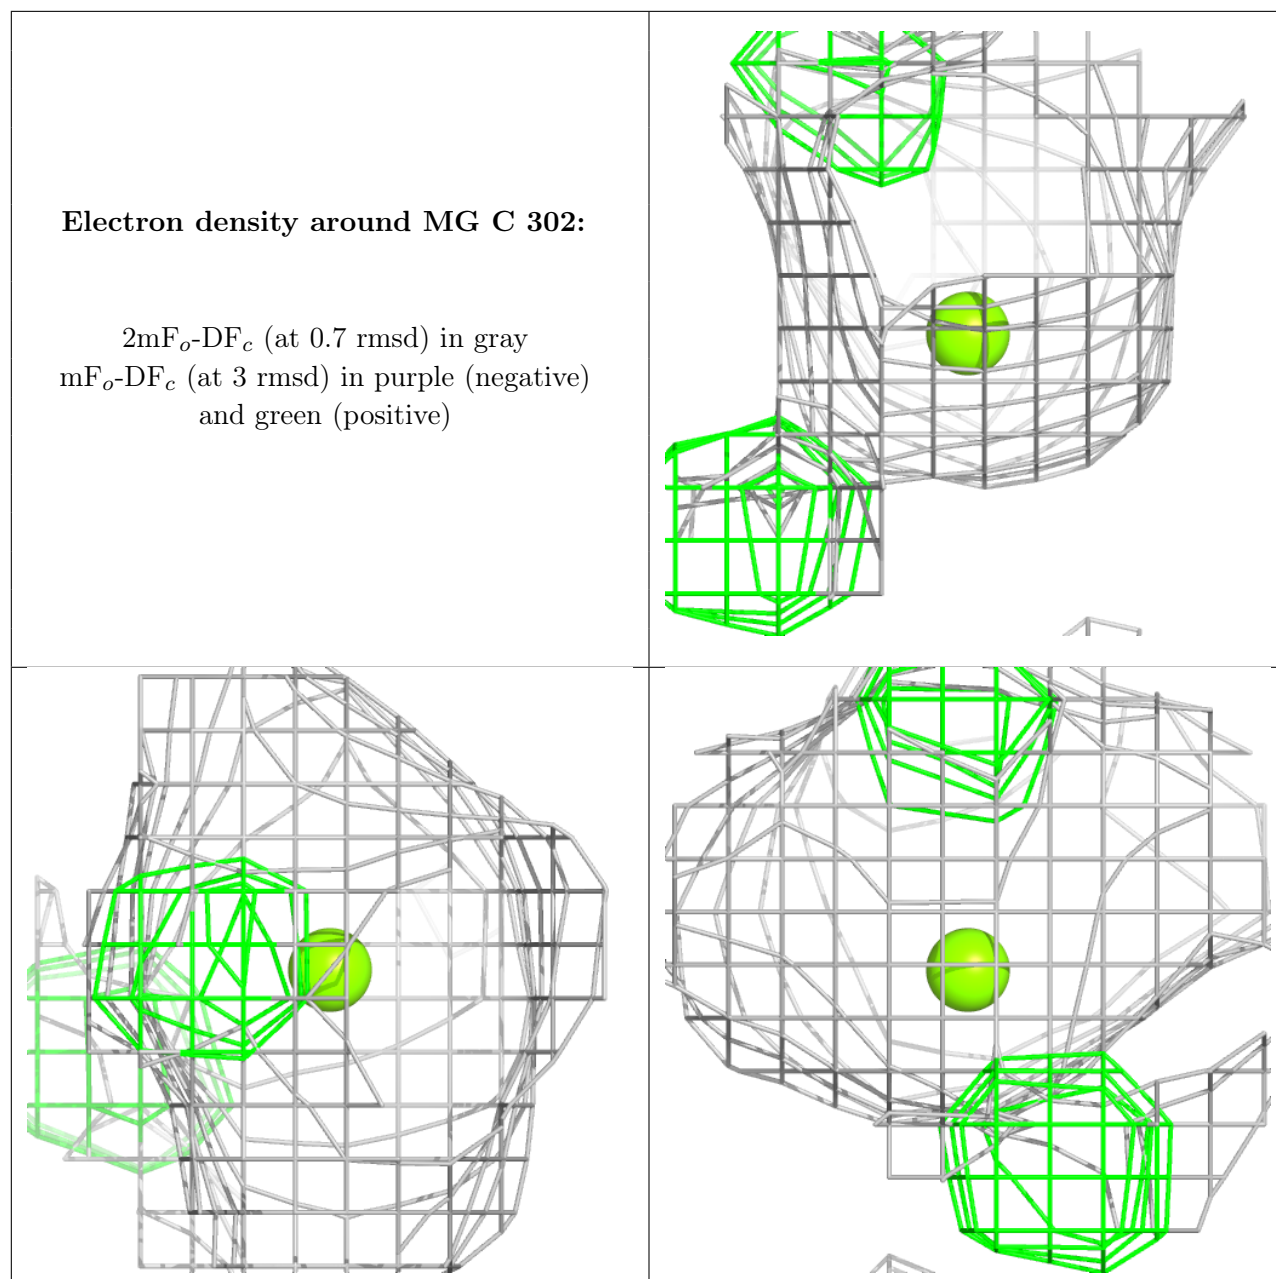 Electron density around MG C 302:
2mFo-DFc (at 0.7 rmsd) in gray
mFo-DFc (at 3 rmsd) in purple (negative)
and green (positive)